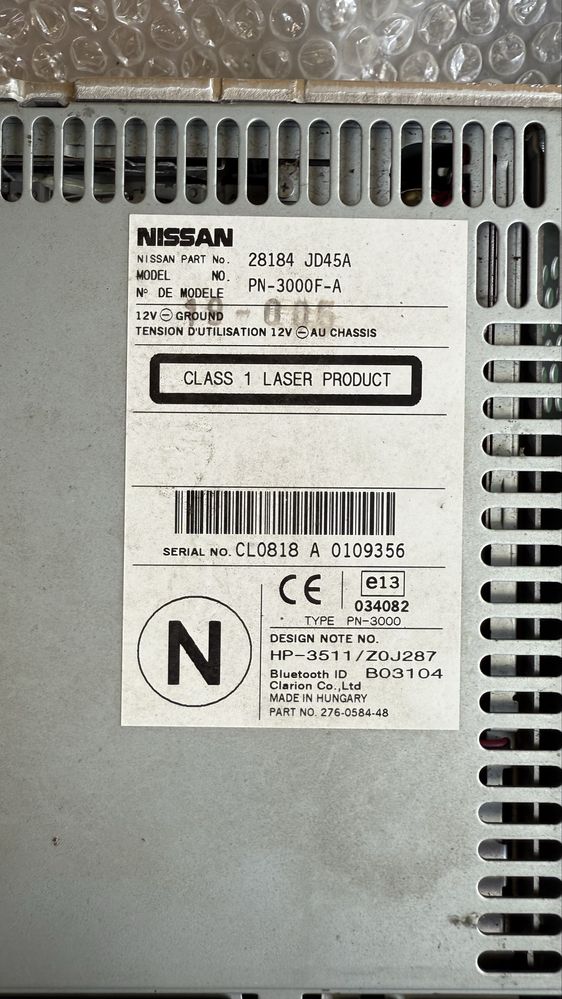 NISSAN
NISSAN PART No. 28184 JD45A
MODEL NO. PN-3000F-A
N° DE MODELE
12V ⊖ GROUND
TENSION D'UTILISATION 12V ⊖ AU CHASSIS
CLASS 1 LASER PRODUCT
SERIAL NO. CL0818 A 0109356
CE e13
034082
TYPE PN-3000
N
DESIGN NOTE NO.
HP-3511/Z0J287
Bluetooth ID B03104
Clarion Co.,Ltd
MADE IN HUNGARY
PART NO. 276-0584-48